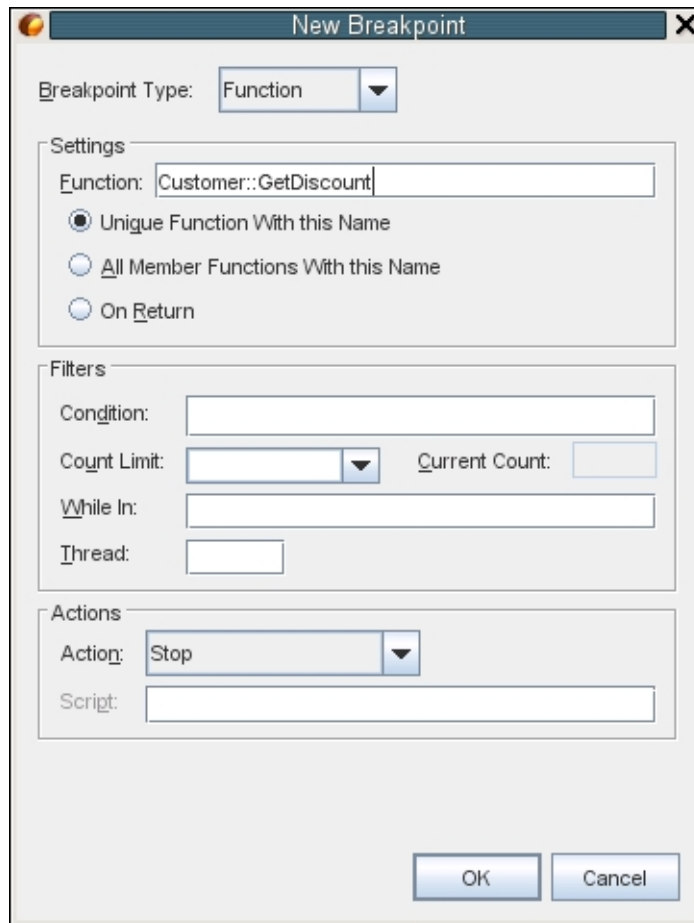 New Breakpoint
Breakpoint Type: Function
Settings
Function: Customer::GetDiscount
Unique Function With this Name
All Member Functions With this Name
On Return
Filters
Condition:
Count Limit: Current Count:
While In:
Thread:
Actions
Action: Stop
Script:
OK Cancel